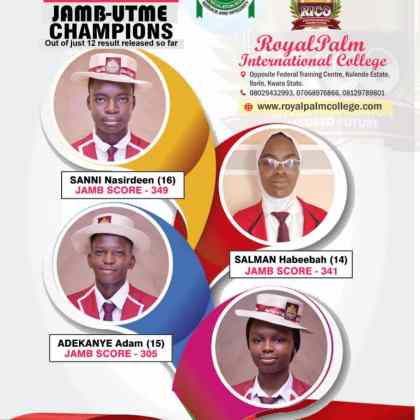 JAMB-UTME
CHAMPIONS
Out of just 12 result released so far
RICO
RoyalPalm
International College
Opposite Federal Training Centre, Kulende Estate,
Ilorin, Kwara State.
08029432993, 07068976866, 08129789801
www.royalpalmcollege.com
FUTURE
SANNI Nasirdeen (16)
JAMB SCORE - 349
SALMAN Habeebah (14)
JAMB SCORE - 341
ADEKANYE Adam (15)
JAMB SCORE - 305